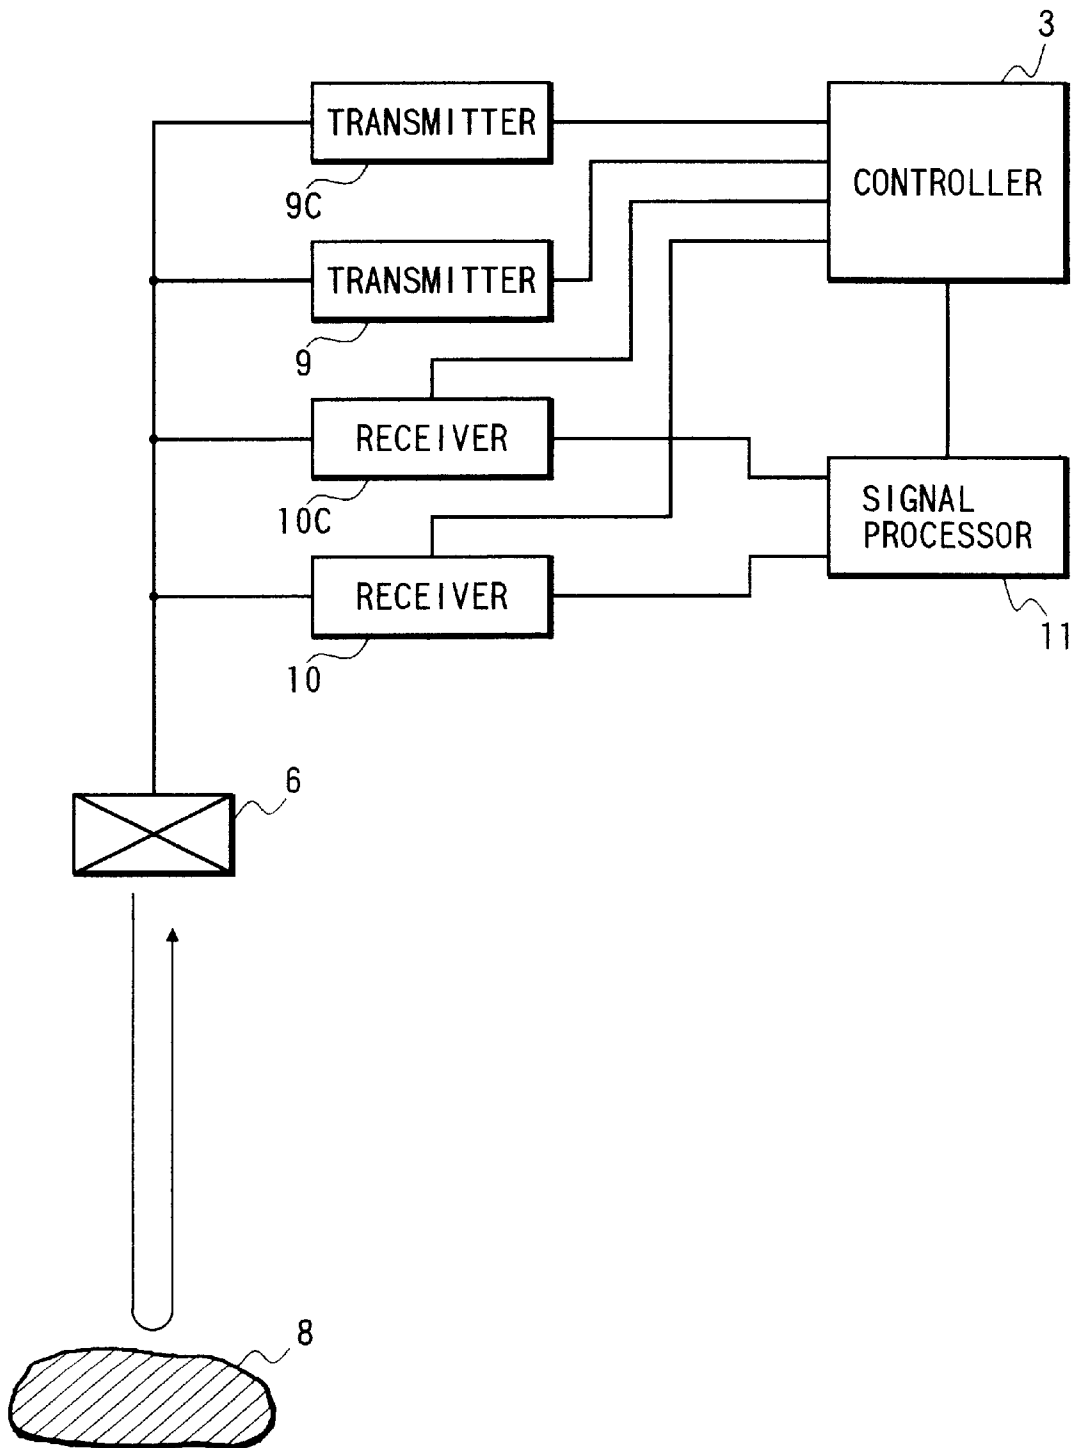 3
TRANSMITTER
CONTROLLER
9C
TRANSMITTER
9
RECEIVER
10C
SIGNAL
PROCESSOR
RECEIVER
11
10
6
8